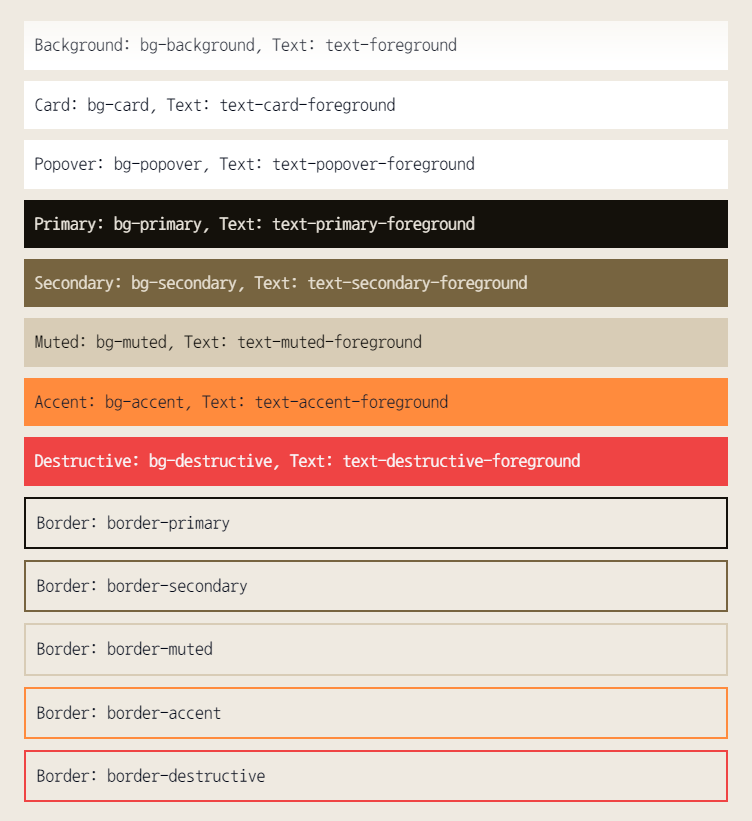 Background: bg-background, Text: text-foreground
Card: bg-card, Text: text-card-foreground
Popover: bg-popover, Text: text-popover-foreground
Primary: bg-primary, Text: text-primary-foreground
Secondary: bg-secondary, Text: text-secondary-foreground
Muted: bg-muted, Text: text-muted-foreground
Accent: bg-accent, Text: text-accent-foreground
Destructive: bg-destructive, Text: text-destructive-foreground
Border: border-primary
Border: border-secondary
Border: border-muted
Border: border-accent
Border: border-destructive